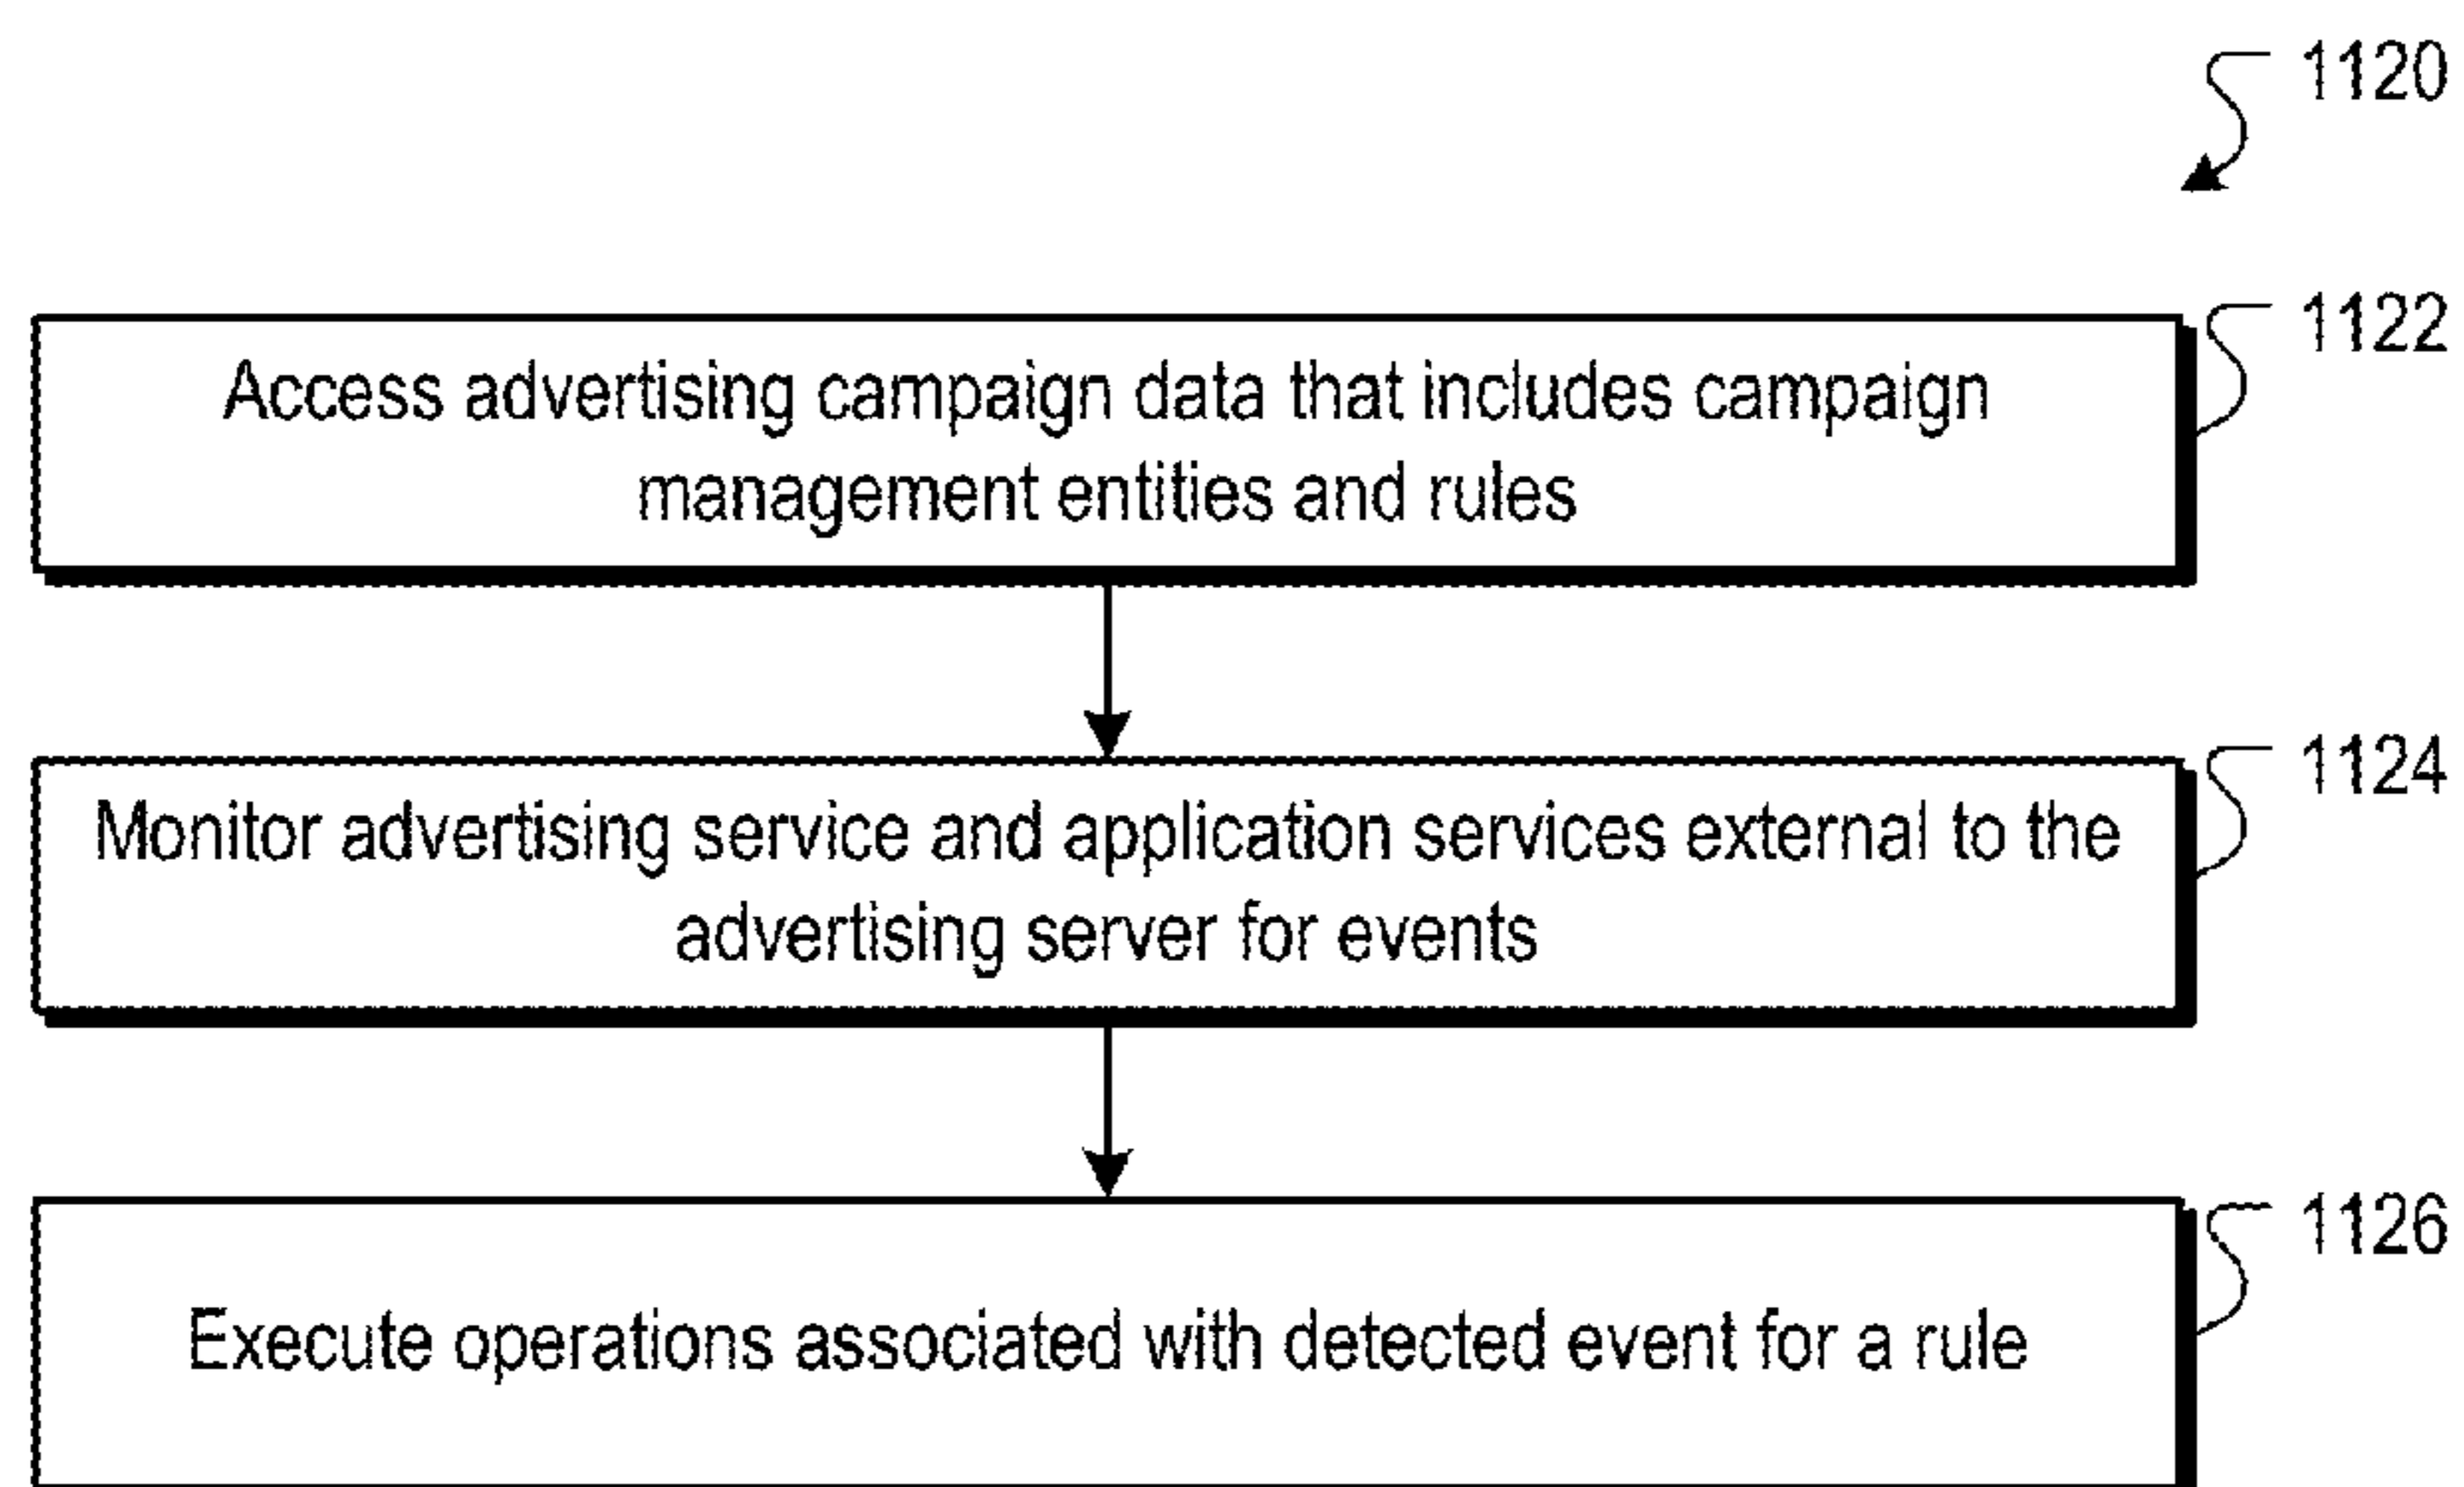 1120
1122
Access advertising campaign data that includes campaign
management entities and rules
1124
Monitor advertising service and application services external to the
advertising server for events
1126
Execute operations associated with detected event for a rule